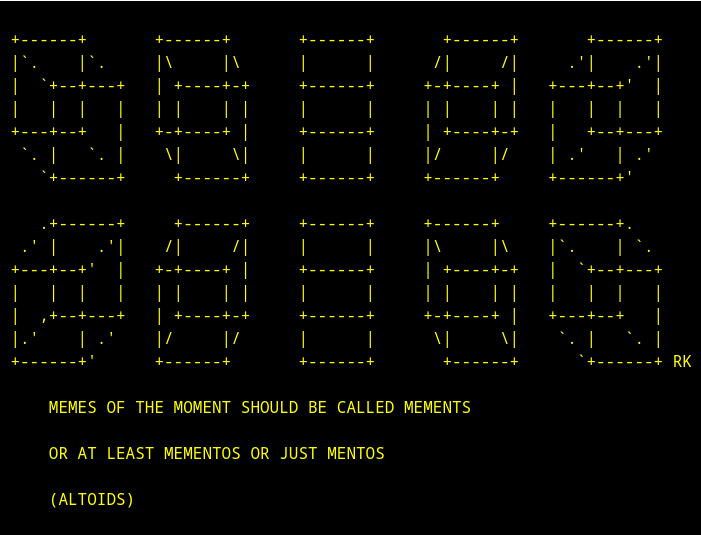 RK
MEMES OF THE MOMENT SHOULD BE CALLED MEMENTS
OR AT LEAST MEMENTOS OR JUST MENTOS
(ALTOIDS)